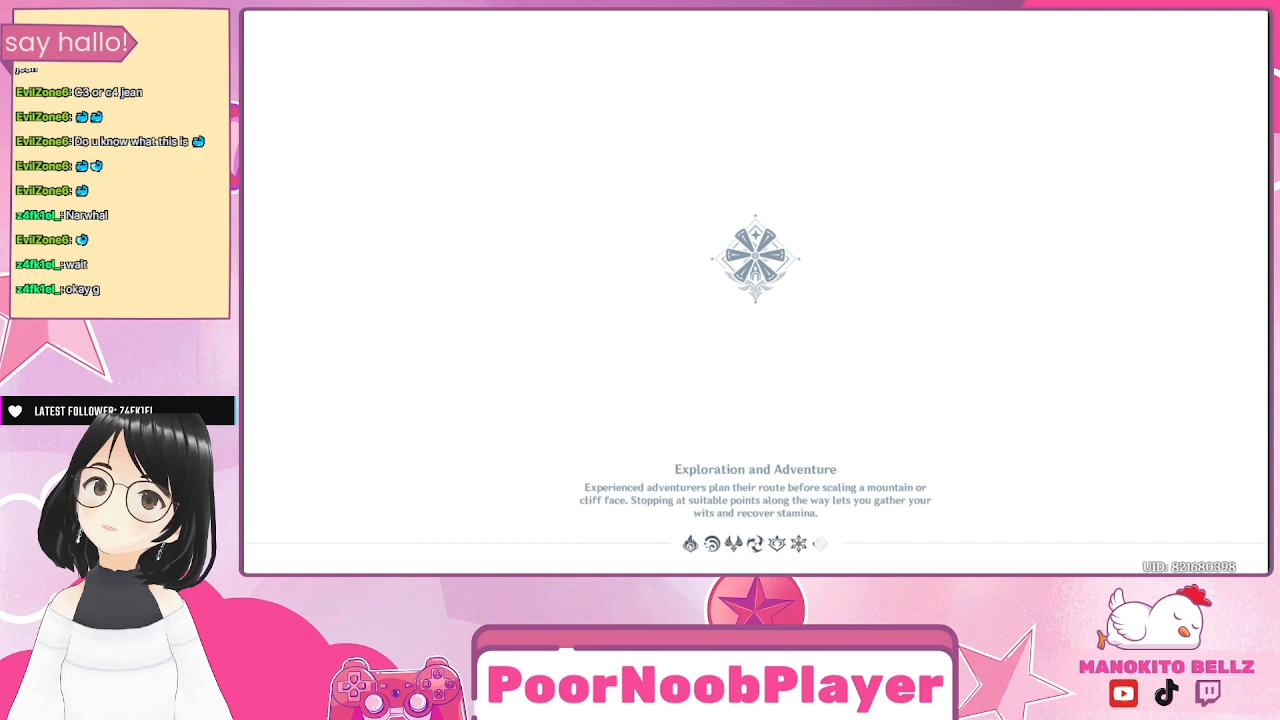 say hallo!
jean
EvilZone6: C3 or c4 jean
EvilZone6:
EvilZone6: Do u know what this is
EvilZone6:
EvilZone6:
z4fk1el_: Narwhal
EvilZone6:
z4fk1el_: wait
z4fk1el_: okay g
LATEST FOLLOWER: Z4FK1EL_
Exploration and Adventure
Experienced adventurers plan their route before scaling a mountain or
cliff face. Stopping at suitable points along the way lets you gather your
wits and recover stamina.
UID: 821680398
PoorNoobPlayer
MANOKITO BELLZ